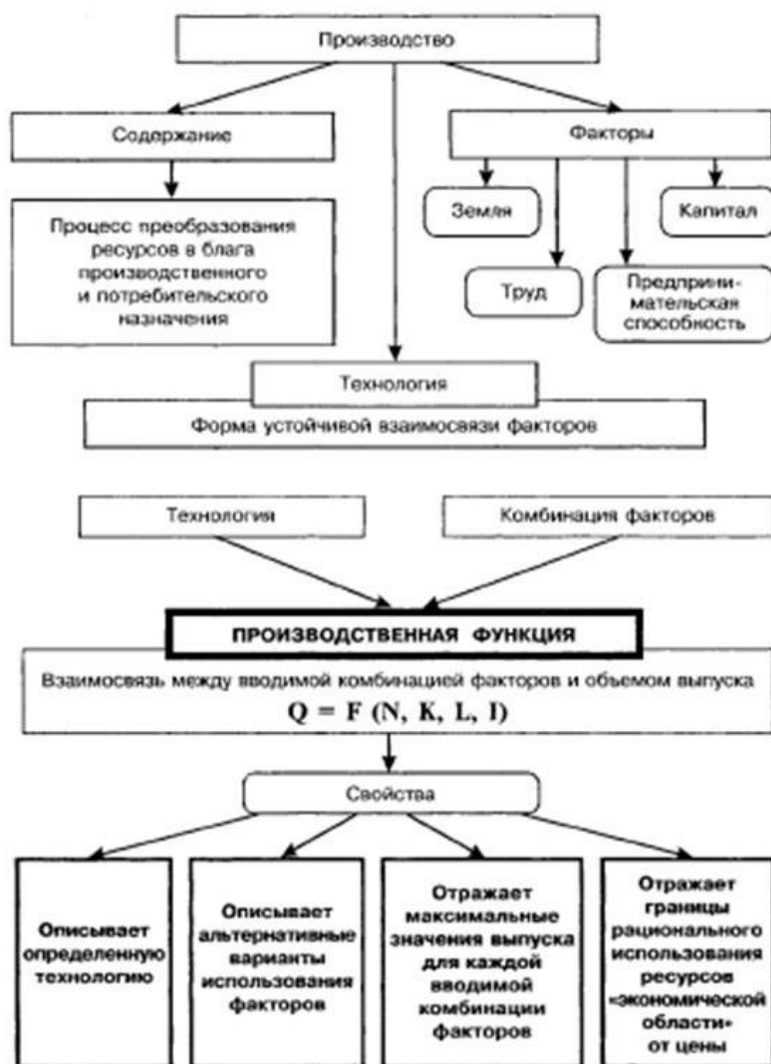 Производство
Содержание
Факторы
Земля
Капитал
Процесс преобразования
ресурсов в блага
производственного
и потребительского
назначения
Труд
Предприни-
мательская
способность
Технология
Форма устойчивой взаимосвязи факторов
Технология
Комбинация факторов
ПРОИЗВОДСТВЕННАЯ ФУНКЦИЯ
Взаимосвязь между вводимой комбинацией факторов и объемом выпуска
Q = F (N, K, L, I)
Свойства
Описывает
определенную
технологию
Описывает
альтернативные
варианты
использования
факторов
Отражает
максимальные
значения выпуска
для каждой
вводимой
комбинации
факторов
Отражает
границы
рационального
использования
ресурсов
«экономической
области»
от цены